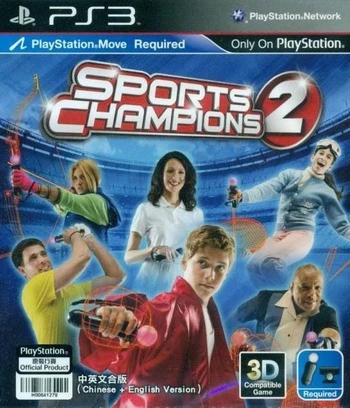 PS3
PlayStation®Network
PlayStation®Move Required
Only On PlayStation®
SPORTS
CHAMPIONS 2
PlayStation®
Official Product
H00641279
中英文合版
(Chinese + English Version)
3D
Compatible
Game
Required